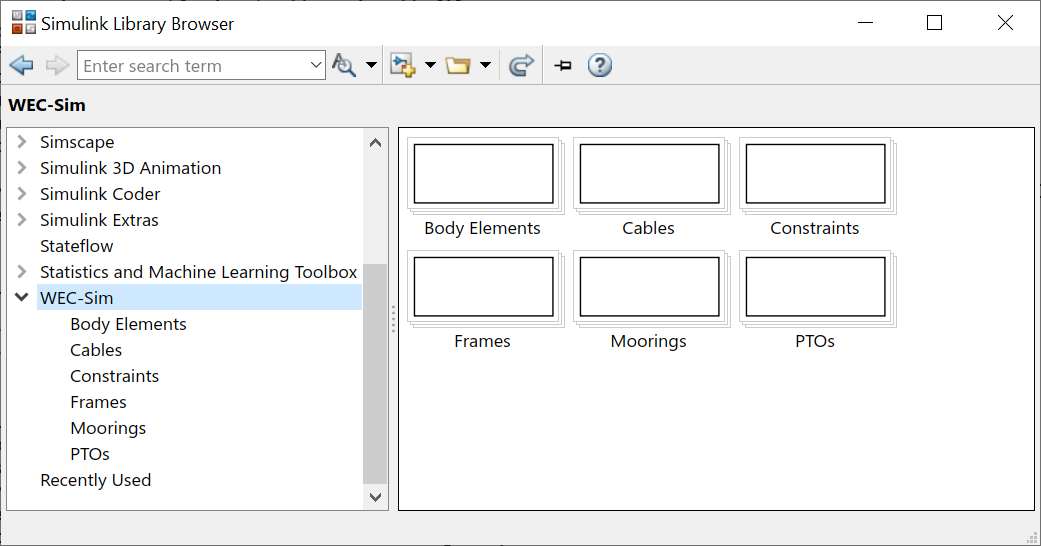 Simulink Library Browser
Enter search term
WEC-Sim
Simscape
Simulink 3D Animation
Simulink Coder
Simulink Extras
Stateflow
Statistics and Machine Learning Toolbox
WEC-Sim
Body Elements
Cables
Constraints
Frames
Moorings
PTOs
Recently Used
Body Elements Cables Constraints
Frames Moorings PTOs